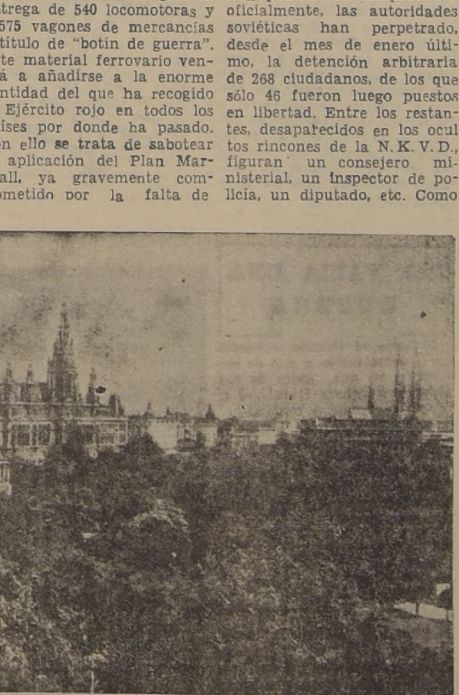 trega de 540 locomotoras y
575 vagones de mercancías
título de "botín de guerra".
te material ferroviario ven-
á a añadirse a la enorme
ntidad del que ha recogido
Ejército rojo en todos los
íses por donde ha pasado.
on ello se trata de sabotear
aplicación del Plan Mar-
all, ya gravemente com-
ometido por la falta de
oficialmente, las autoridades
soviéticas han perpetrado,
desde el mes de enero últi-
mo, la detención arbitraria
de 268 ciudadanos, de los que
sólo 46 fueron luego puestos
en libertad. Entre los restan-
tes, desaparecidos en los ocul
tos rincones de la N. K. V. D.,
figuran un consejero mi-
nisterial, un inspector de po-
licía, un diputado, etc. Como